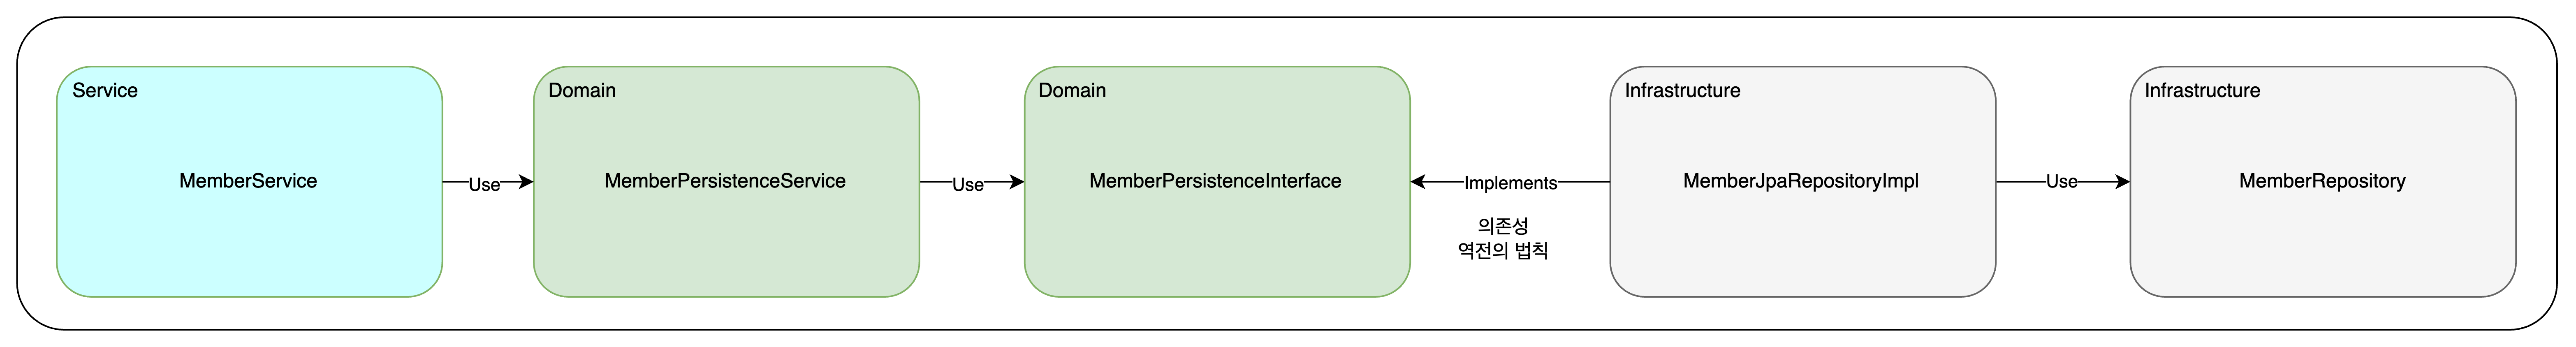 Service
MemberService
Use
Domain
MemberPersistenceService
Use
Domain
MemberPersistenceInterface
Implements
의존성
역전의 법칙
Infrastructure
MemberJpaRepositoryImpl
Use
Infrastructure
MemberRepository